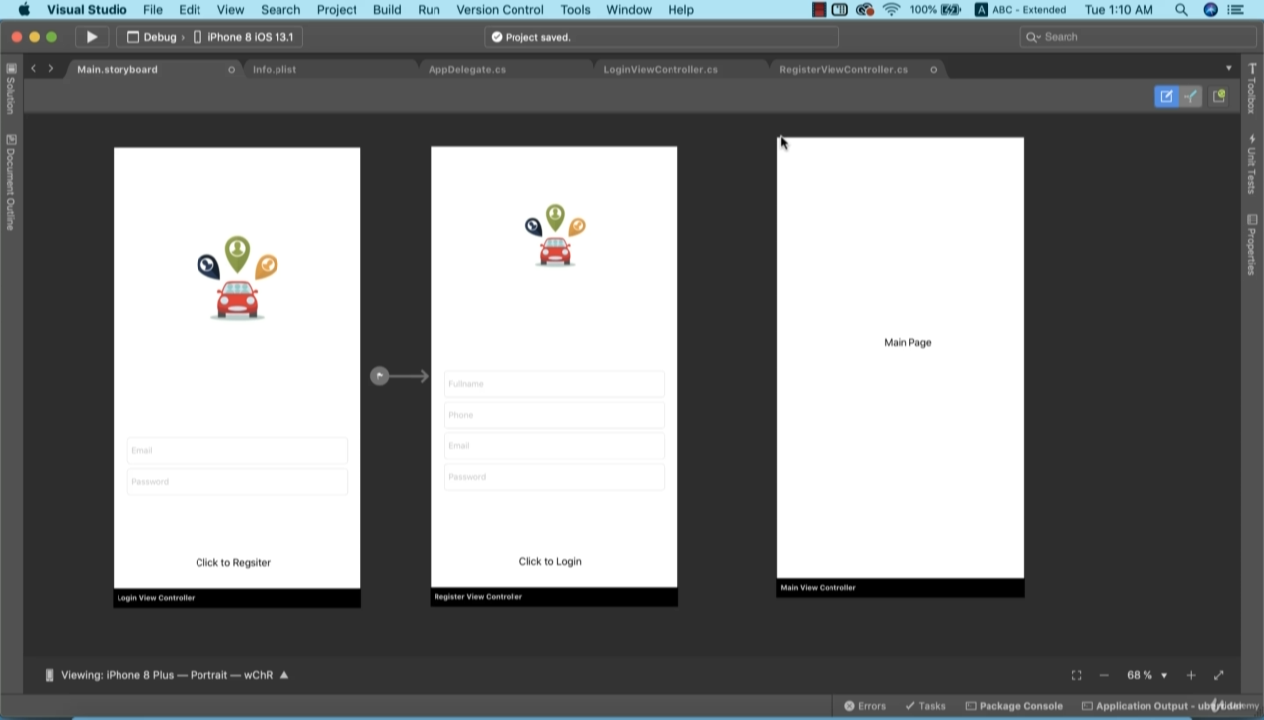 Visual Studio File Edit View Search Project Build Run Version Control Tools Window Help 100% A ABC - Extended Tue 1:10 AM
Debug › iPhone 8 iOS 13.1 Project saved. Search
Main.storyboard Info.plist AppDelegate.cs LoginViewController.cs RegisterViewController.cs
Solution
Document Outline
Toolbox
Unit Tests
Properties
Email
Password
Click to Regsiter
Login View Controller
Fullname
Phone
Email
Password
Click to Login
Register View Controller
Main Page
Main View Controller
Viewing: iPhone 8 Plus — Portrait — wChR 68 %
Errors Tasks Package Console Application Output -